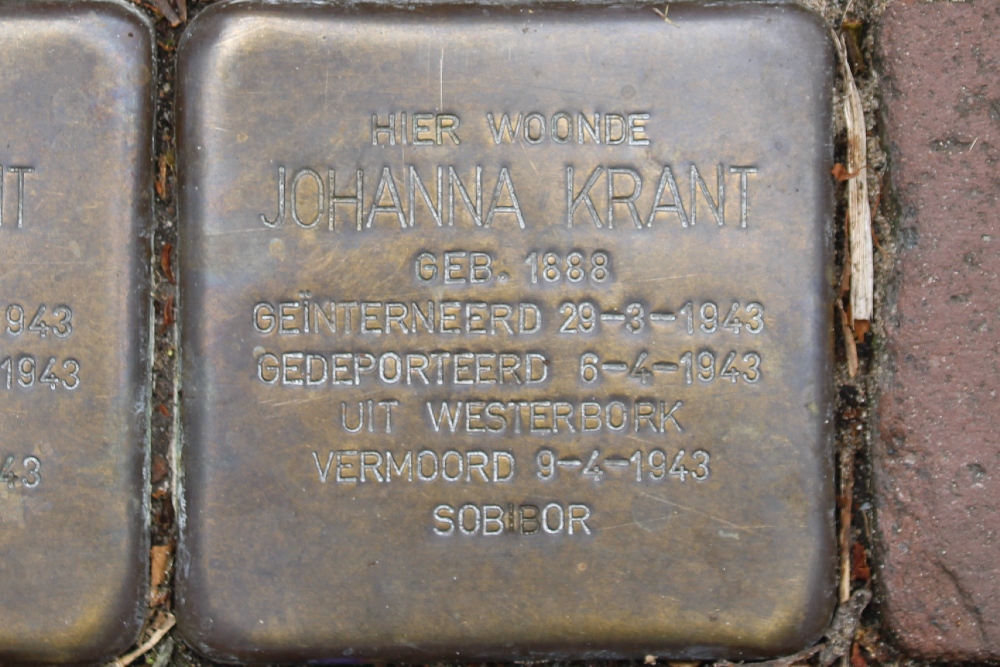 HIER WOONDE
JOHANNA KRANT
GEB. 1888
GEÏNTERNEERD 29-3-1943
GEDEPORTEERD 6-4-1943
UIT WESTERBORK
VERMOORD 9-4-1943
SOBIBOR